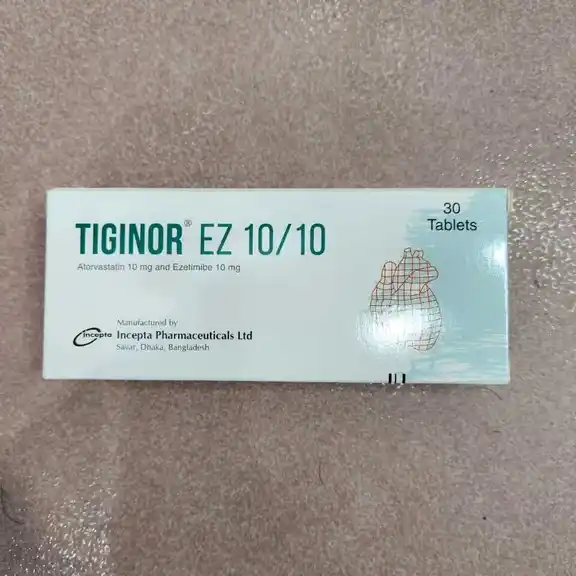 TIGINOR® EZ 10/10
Atorvastatin 10 mg and Ezetimibe 10 mg
30
Tablets
Manufactured by
incepta Incepta Pharmaceuticals Ltd
Savar, Dhaka, Bangladesh